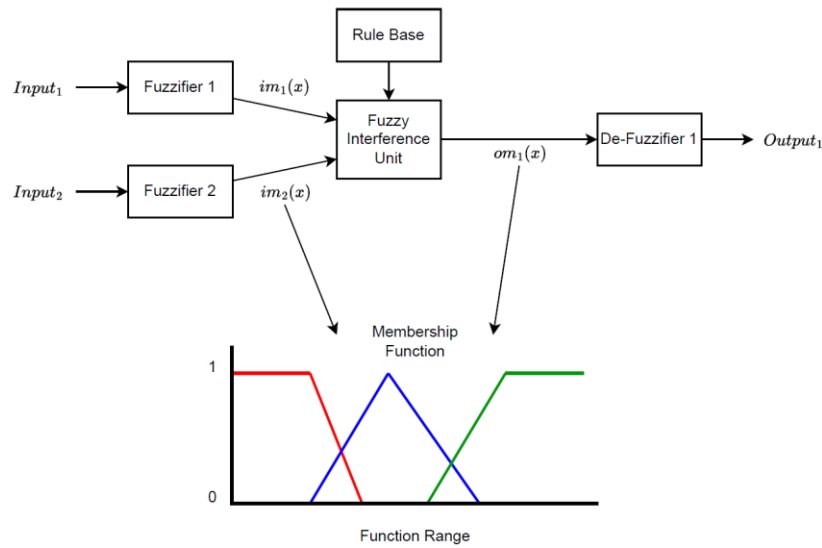 Rule Base
Input₁
Fuzzifier 1
im₁(x)
Fuzzy
Interference
Unit
om₁(x)
De-Fuzzifier 1
Output₁
Input₂
Fuzzifier 2
im₂(x)
Membership
Function
1
0
Function Range